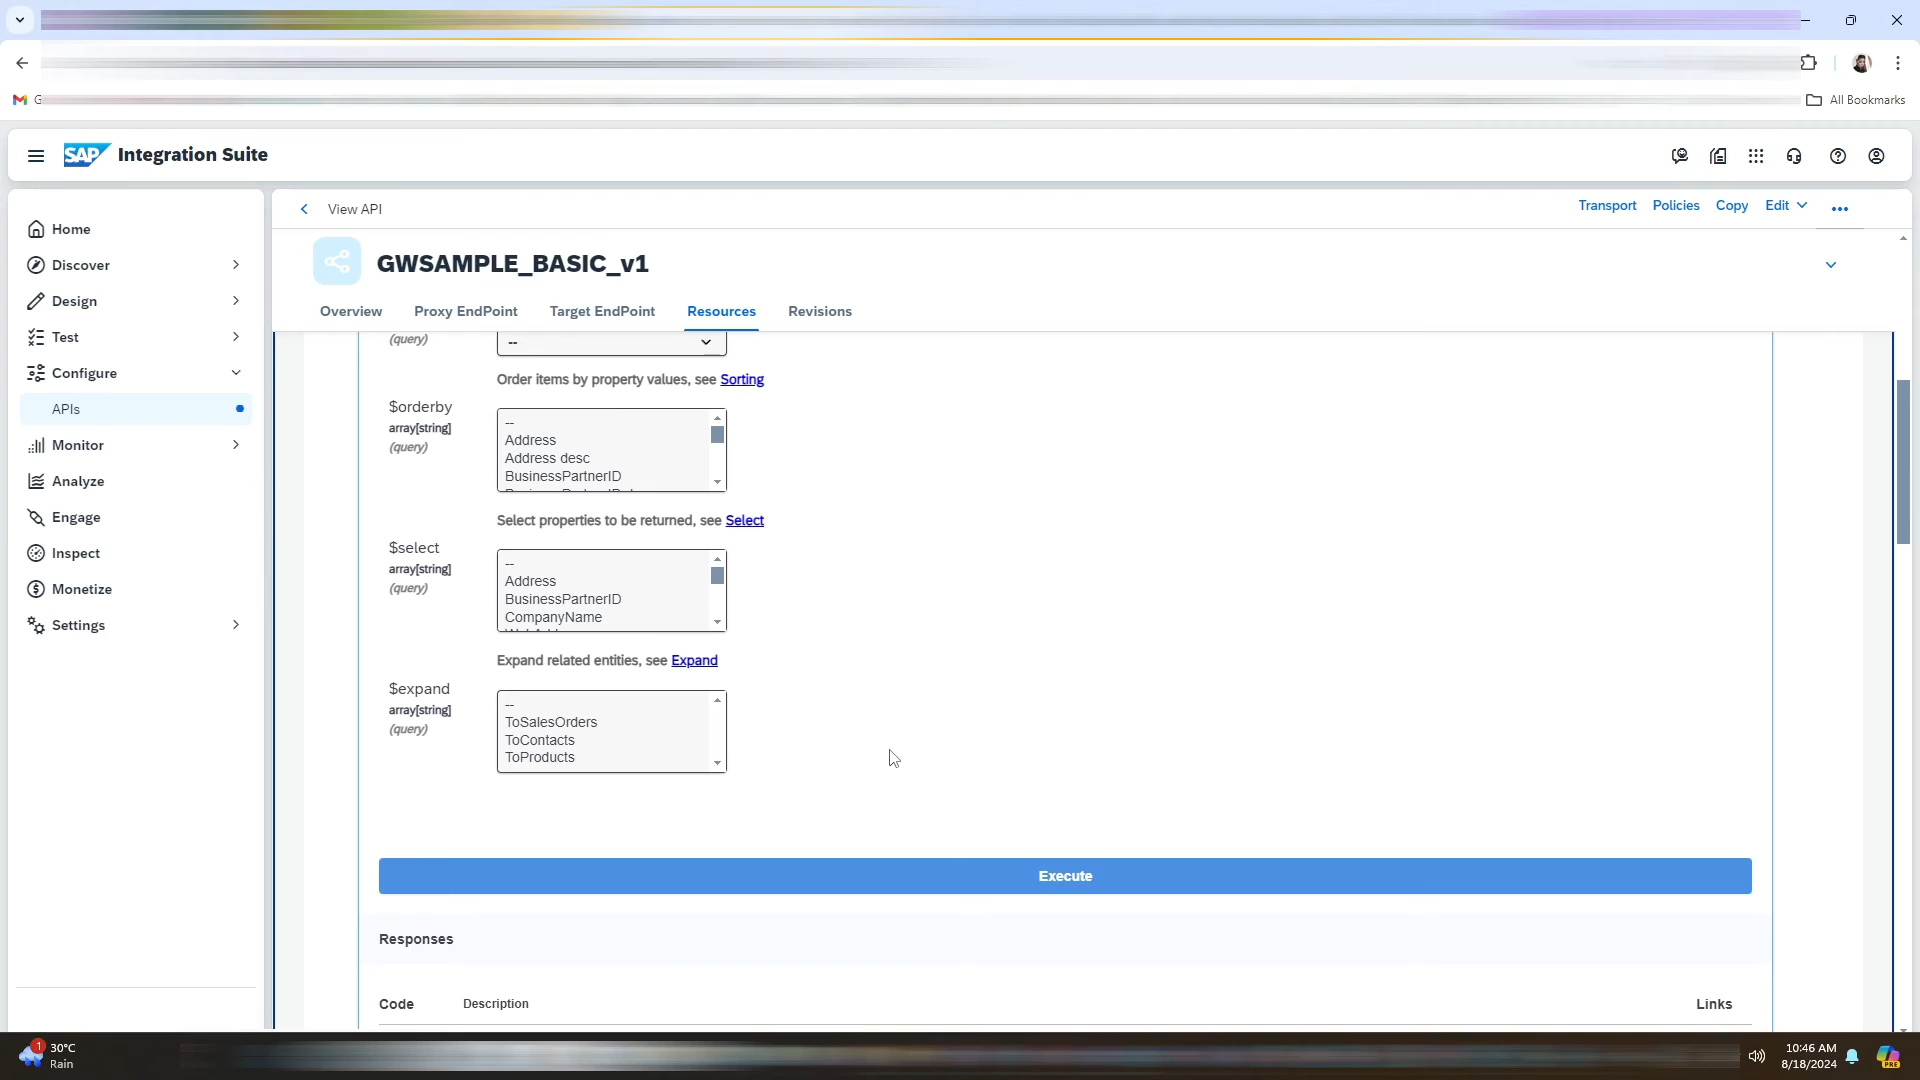 All Bookmarks
SAP Integration Suite
View API
Transport Policies Copy Edit
GWSAMPLE_BASIC_v1
Overview Proxy EndPoint Target EndPoint Resources Revisions
Home
Discover
Design
Test
Configure
APIs
Monitor
Analyze
Engage
Inspect
Monetize
Settings
(query)
--
Order items by property values, see Sorting
$orderby
array[string]
(query)
--
Address
Address desc
BusinessPartnerID
Select properties to be returned, see Select
$select
array[string]
(query)
--
Address
BusinessPartnerID
CompanyName
Expand related entities, see Expand
$expand
array[string]
(query)
--
ToSalesOrders
ToContacts
ToProducts
Execute
Responses
Code Description Links
1
30°C
Rain
10:46 AM
8/18/2024
PRE